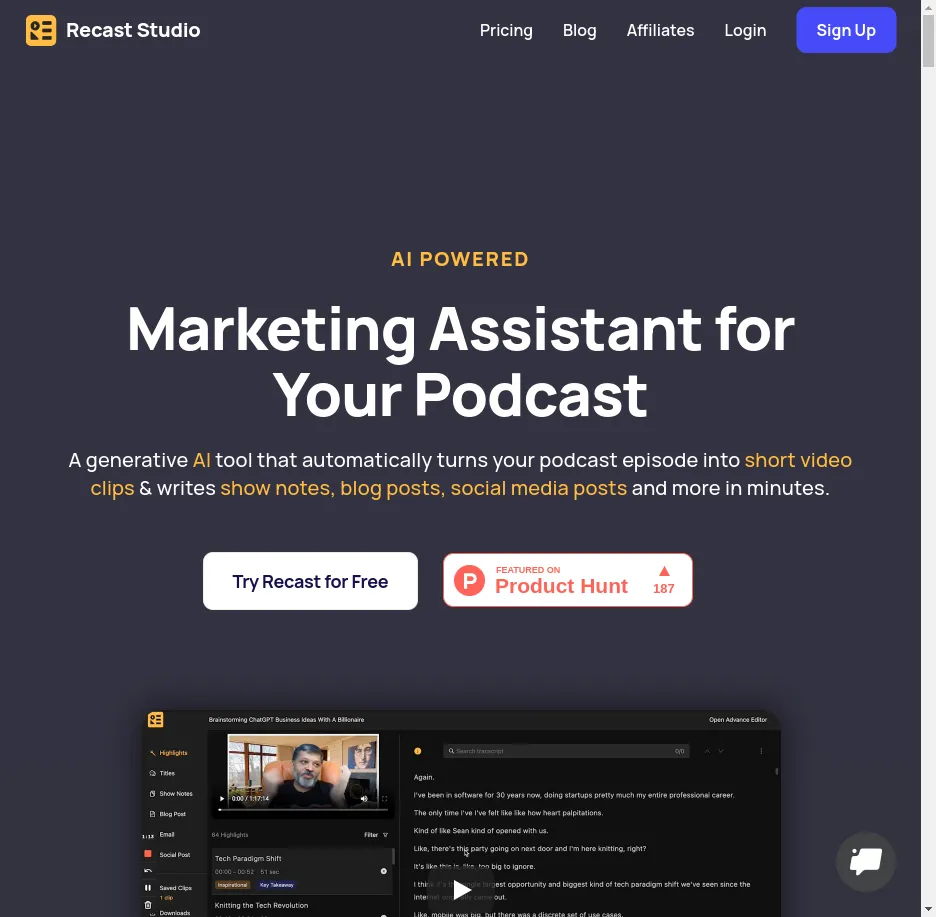 Recast Studio
Pricing
Blog
Affiliates
Login
Sign Up
AI POWERED
Marketing Assistant for
Your Podcast
A generative AI tool that automatically turns your podcast episode into short video
clips & writes show notes, blog posts, social media posts and more in minutes.
Try Recast for Free
P
FEATURED ON
Product Hunt
187
Brainstorming ChatGPT Business Ideas With A Billionaire
Open Advance Editor
Highlights
Titles
Show Notes
Blog Post
Email
Social Post
Saved Clips
1 clip
Downloads
0:00 / 1:17:14
64 Highlights
Filter
Tech Paradigm Shift
00:00 - 00:52 51 sec
Inspirational
Key Takeaway
Knitting the Tech Revolution
Search transcript
0/0
Again.
I've been in software for 30 years now, doing startups pretty much my entire professional career.
The only time I've I've felt like like how heart palpitations.
Kind of like Sean kind of opened with us.
Like, there's this party going on next door and I'm here knitting, right?
It's like this is, like, too big to ignore.
I think it's the single largest opportunity and biggest kind of tech paradigm shift we've seen since the
came out.
Like, mobile was big, but there was a discrete set of use cases.